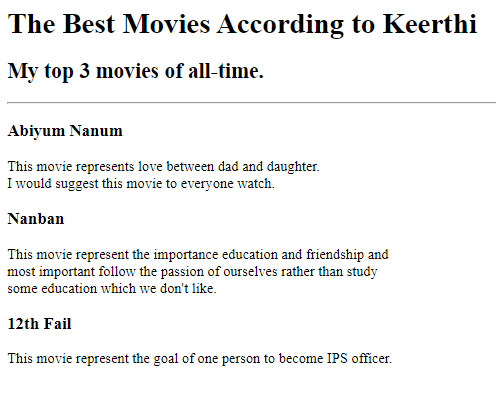 The Best Movies According to Keerthi
My top 3 movies of all-time.
Abiyum Nanum
This movie represents love between dad and daughter.
I would suggest this movie to everyone watch.
Nanban
This movie represent the importance education and friendship and
most important follow the passion of ourselves rather than study
some education which we don't like.
12th Fail
This movie represent the goal of one person to become IPS officer.